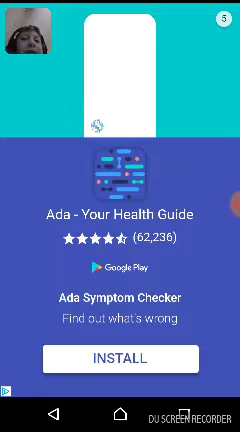 5
Ada - Your Health Guide
(62,236)
Google Play
Ada Symptom Checker
Find out what's wrong
INSTALL
DU SCREEN RECORDER